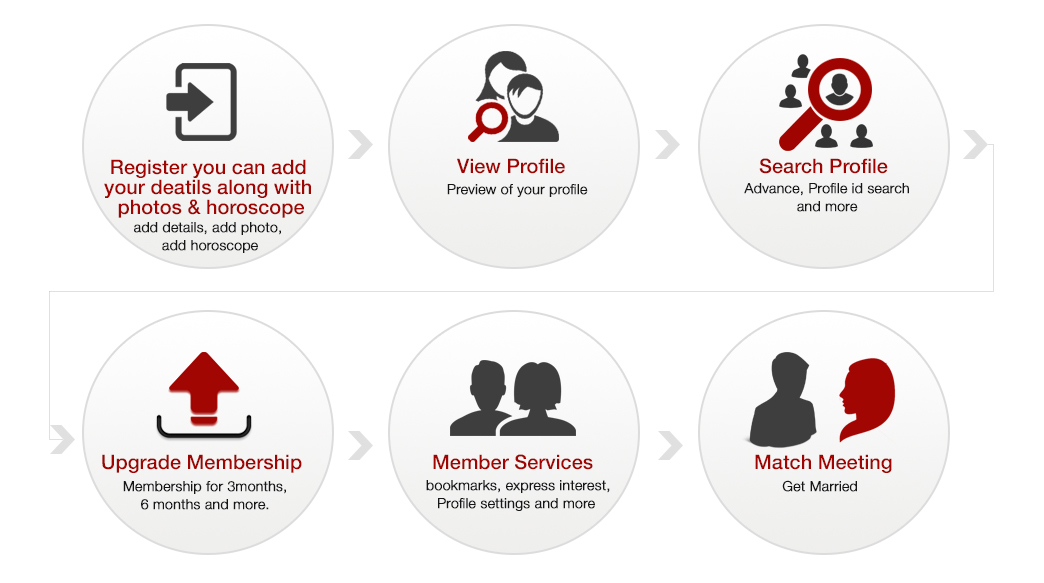 Register you can add
your deatils along with
photos & horoscope
add details, add photo,
add horoscope
View Profile
Preview of your profile
Search Profile
Advance, Profile id search
and more
Upgrade Membership
Membership for 3months,
6 months and more.
Member Services
bookmarks, express interest,
Profile settings and more
Match Meeting
Get Married